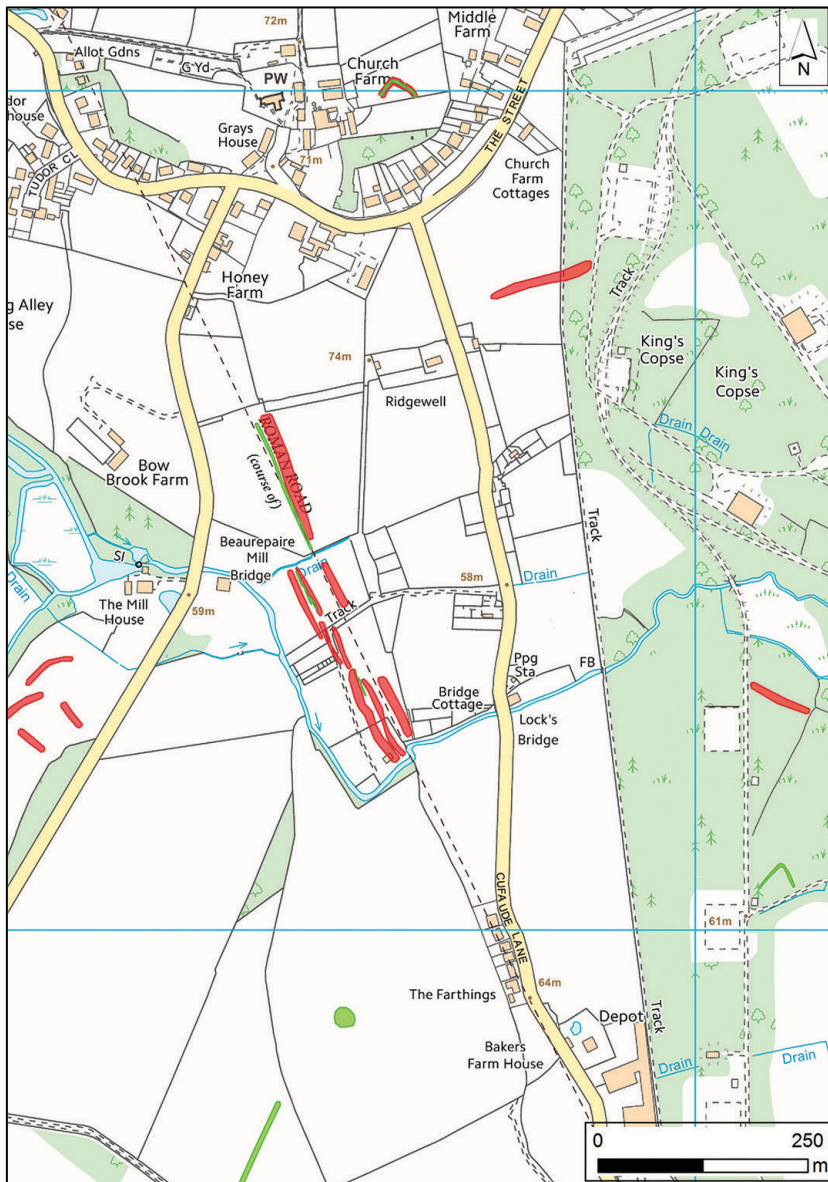 72m
Middle
Farm
Allot Gdns
G Yd
PW
Church
Farm
N
dor
house
Grays
House
THE STREET
TUDOR CL
71m
Church
Farm
Cottages
Honey
Farm
Track
g Alley
se
King's
Copse
King's
Copse
74m
Ridgewell
ROMAN ROAD
(course of)
Drain
Drain
Bow
Brook Farm
Track
Beaurepaire
Mill
Bridge
Sl
Drain
Drain
58m
Drain
The Mill
House
59m
Track
Ppg
Sta
FB
Bridge
Cottage
Lock's
Bridge
CUFAUDE LANE
61m
64m
The Farthings
Depot
Track
Bakers
Farm House
Drain
Drain
0
250
m